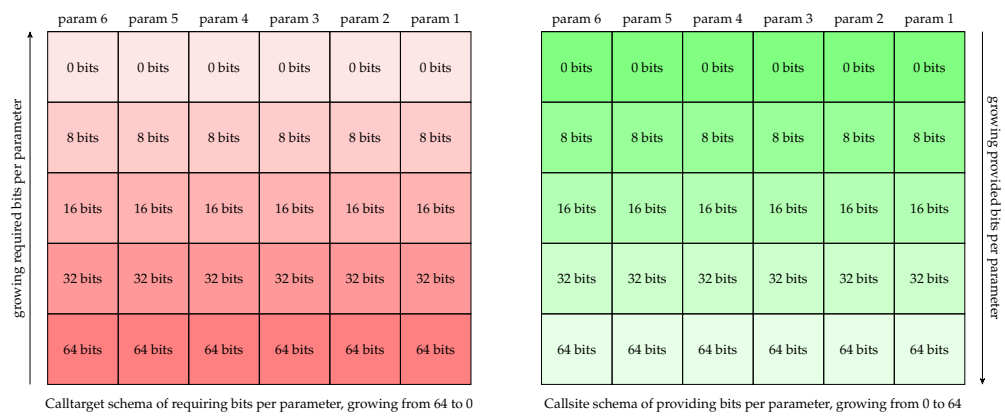 param 6 param 5 param 4 param 3 param 2 param 1
growing required bits per parameter
0 bits 0 bits 0 bits 0 bits 0 bits 0 bits
8 bits 8 bits 8 bits 8 bits 8 bits 8 bits
16 bits 16 bits 16 bits 16 bits 16 bits 16 bits
32 bits 32 bits 32 bits 32 bits 32 bits 32 bits
64 bits 64 bits 64 bits 64 bits 64 bits 64 bits
Calltarget schema of requiring bits per parameter, growing from 64 to 0
param 6 param 5 param 4 param 3 param 2 param 1
0 bits 0 bits 0 bits 0 bits 0 bits 0 bits
8 bits 8 bits 8 bits 8 bits 8 bits 8 bits
16 bits 16 bits 16 bits 16 bits 16 bits 16 bits
32 bits 32 bits 32 bits 32 bits 32 bits 32 bits
64 bits 64 bits 64 bits 64 bits 64 bits 64 bits
growing provided bits per parameter
Callsite schema of providing bits per parameter, growing from 0 to 64